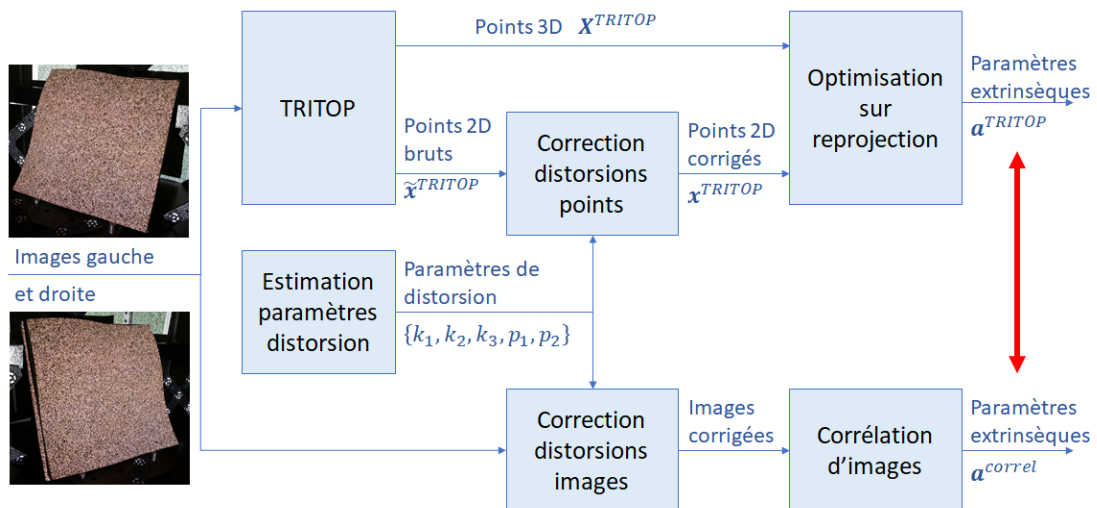 Points 3D X^{TRITOP}
TRITOP
Optimisation
sur
reprojection
Paramètres
extrinsèques
a^{TRITOP}
Points 2D
bruts
x̃^{TRITOP}
Correction
distorsions
points
Points 2D
corrigés
x^{TRITOP}
Images gauche
et droite
Estimation
paramètres
distorsion
Paramètres de
distorsion
{k₁, k₂, k₃, p₁, p₂}
Correction
distorsions
images
Images
corrigées
Corrélation
d'images
Paramètres
extrinsèques
a^{correl}